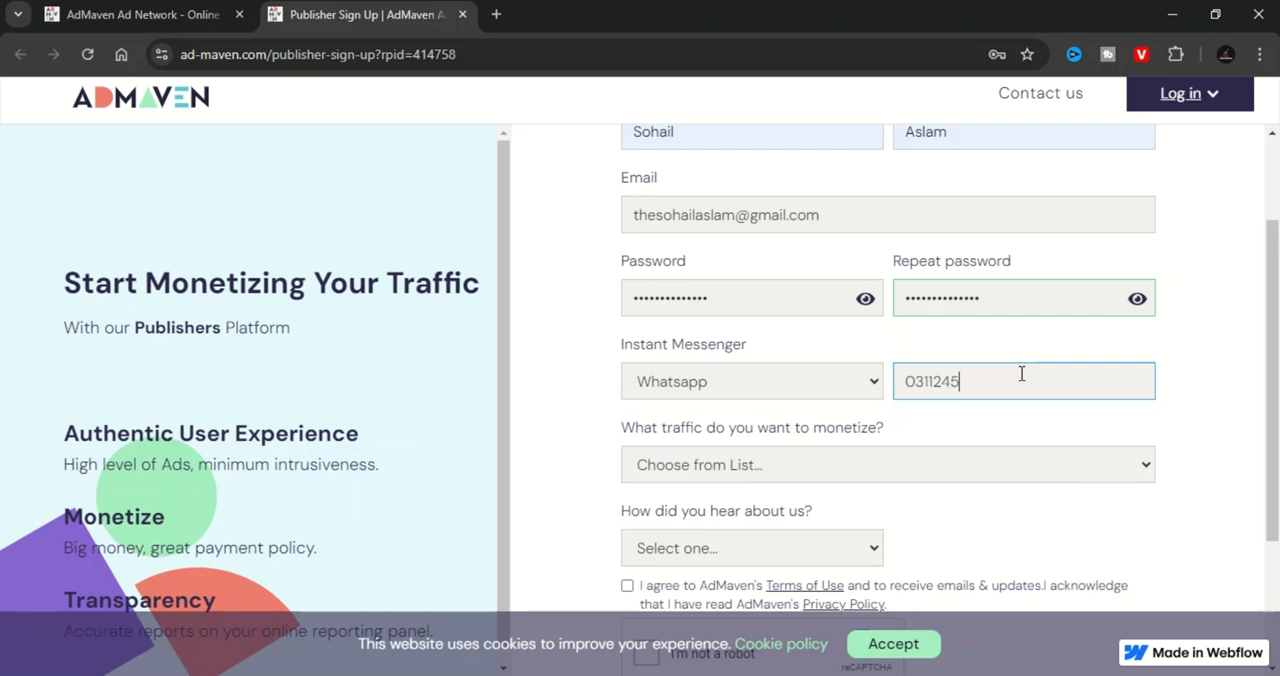 AdMaven Ad Network - Online
Publisher Sign Up | AdMaven A
ad-maven.com/publisher-sign-up?rpid=414758
ADMAVEN
Contact us
Log in
Sohail
Aslam
Email
thesohailaslam@gmail.com
Password
Repeat password
••••••••••••••
••••••••••••••
Instant Messenger
Whatsapp
0311245
What traffic do you want to monetize?
Choose from List...
How did you hear about us?
Select one...
I agree to AdMaven's Terms of Use and to receive emails & updates.I acknowledge
that I have read AdMaven's Privacy Policy.
I'm not a robot
reCAPTCHA
Start Monetizing Your Traffic
With our Publishers Platform
Authentic User Experience
High level of Ads, minimum intrusiveness.
Monetize
Big money, great payment policy.
Transparency
Accurate reports on your online reporting panel.
This website uses cookies to improve your experience. Cookie policy
Accept
Made in Webflow